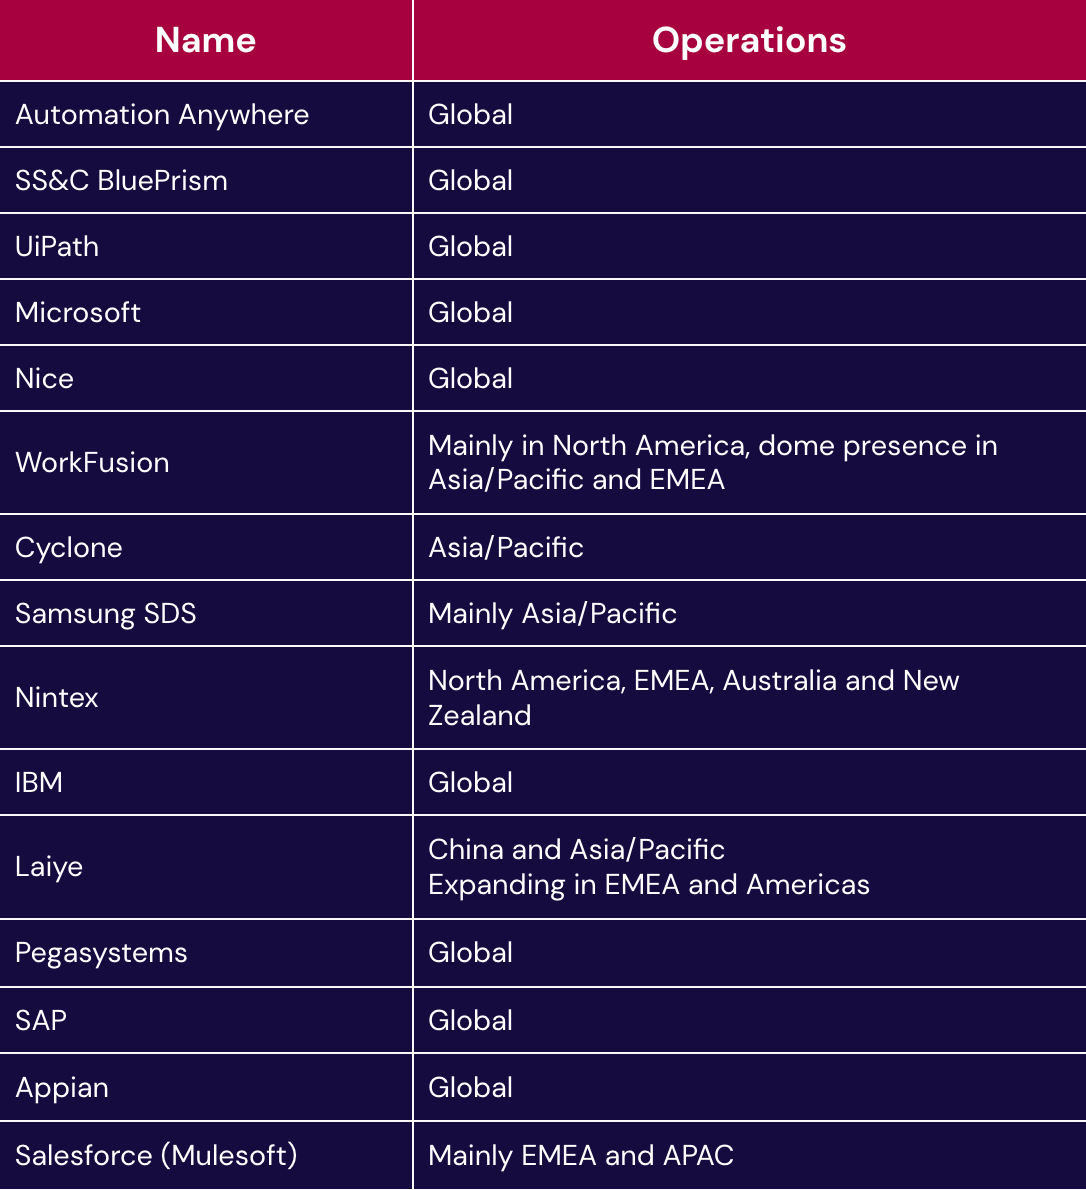 Name Operations
Automation Anywhere Global
SS&C BluePrism Global
UiPath Global
Microsoft Global
Nice Global
WorkFusion Mainly in North America, dome presence in
Asia/Pacific and EMEA
Cyclone Asia/Pacific
Samsung SDS Mainly Asia/Pacific
Nintex North America, EMEA, Australia and New
Zealand
IBM Global
Laiye China and Asia/Pacific
Expanding in EMEA and Americas
Pegasystems Global
SAP Global
Appian Global
Salesforce (Mulesoft) Mainly EMEA and APAC